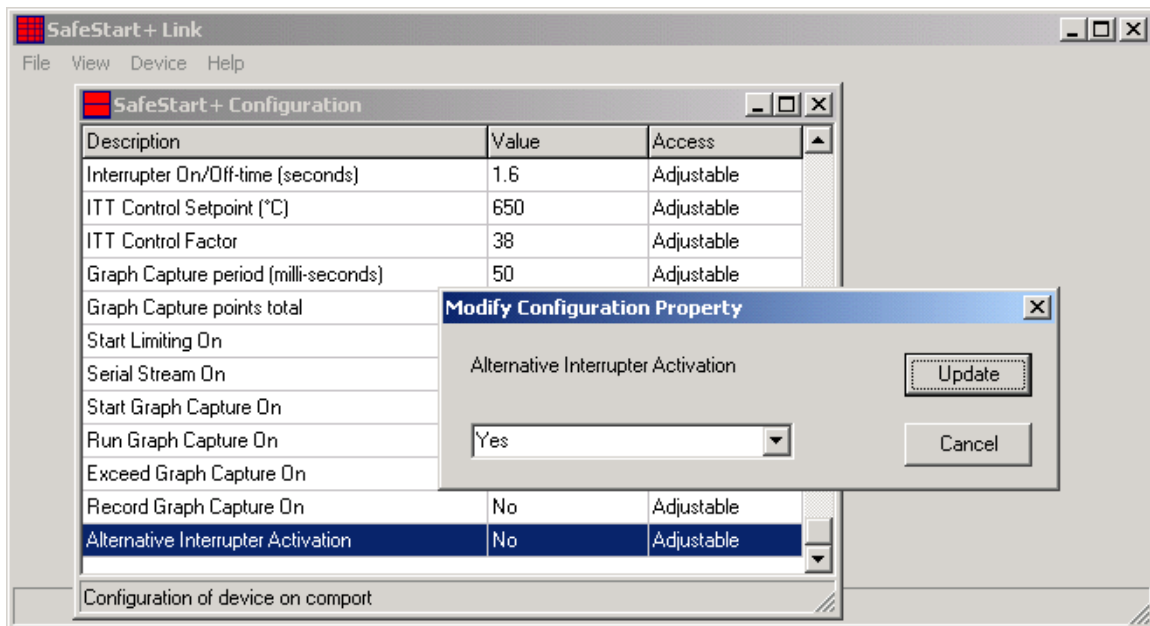 SafeStart+ Link
File View Device Help
SafeStart+ Configuration
Description Value Access
Interrupter On/Off-time (seconds) 1.6 Adjustable
ITT Control Setpoint (°C) 650 Adjustable
ITT Control Factor 38 Adjustable
Graph Capture period (milli-seconds) 50 Adjustable
Graph Capture points total
Start Limiting On
Serial Stream On
Start Graph Capture On
Run Graph Capture On
Exceed Graph Capture On
Record Graph Capture On No Adjustable
Alternative Interrupter Activation No Adjustable
Configuration of device on comport
Modify Configuration Property
Alternative Interrupter Activation
Update
Yes
Cancel